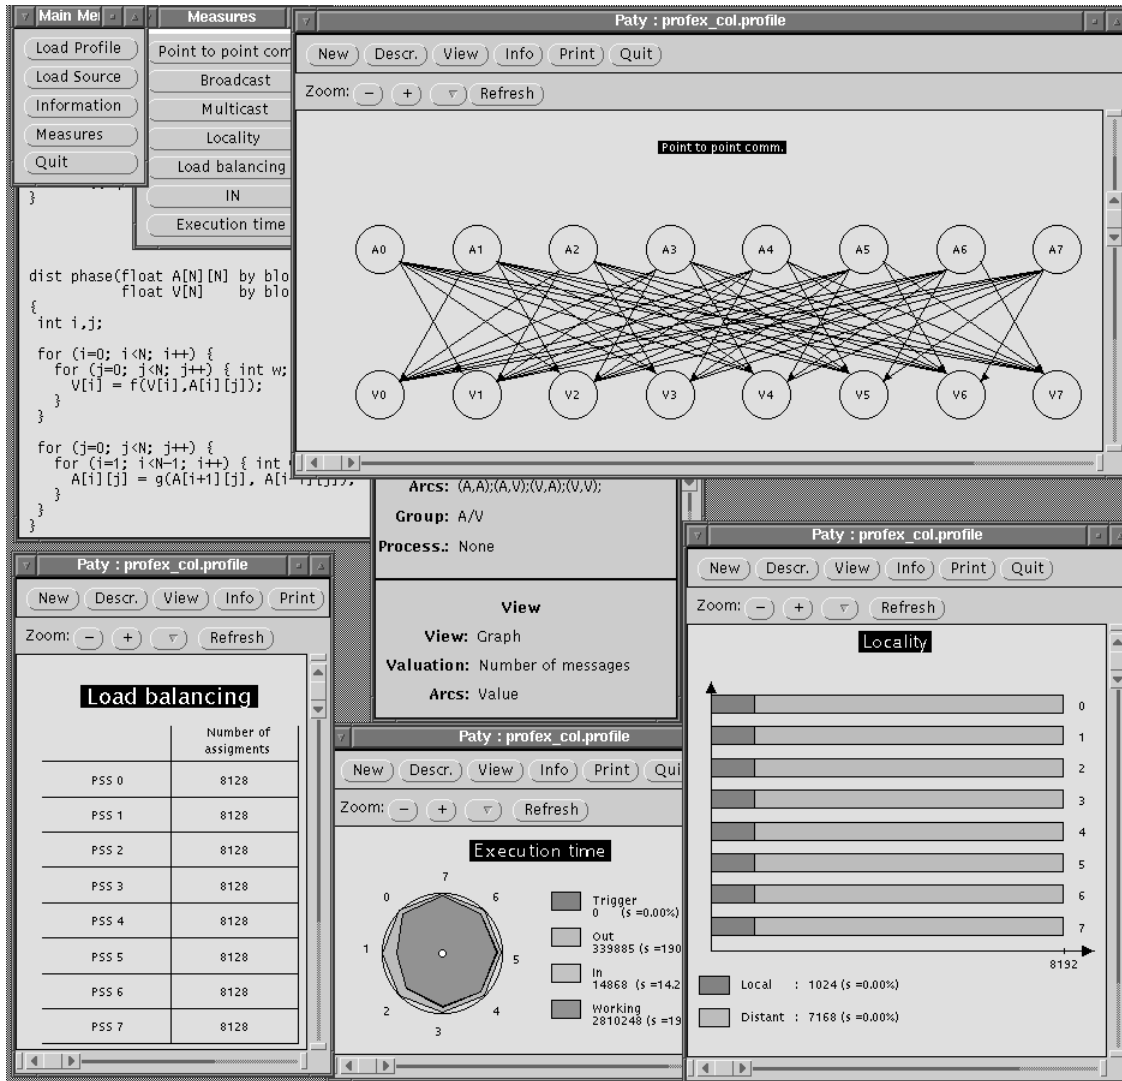 Main Me
Load Profile
Load Source
Information
Measures
Quit
Measures
Point to point com
Broadcast
Multicast
Locality
Load balancing
IN
Execution time
}
dist phase(float A[N][N] by blo
float V[N] by blo
{
int i,j;
for (i=0; i<N; i++) {
for (j=0; j<N; j++) { int w;
V[i] = f(V[i],A[i][j]);
}
}
for (j=0; j<N; j++) {
for (i=1; i<N-1; i++) { int
A[i][j] = g(A[i+1][j], A[i-1][j]);
}
}
}
Paty : profex_col.profile
New Descr. View Info Print Quit
Zoom: - + Refresh
Point to point comm.
A0 A1 A2 A3 A4 A5 A6 A7
V0 V1 V2 V3 V4 V5 V6 V7
Arcs: (A,A);(A,V);(V,A);(V,V);
Group: A/V
Process.: None
View
View: Graph
Valuation: Number of messages
Arcs: Value
Paty : profex_col.profile
New Descr. View Info Print
Zoom: - + Refresh
Load balancing
Number of
assigments
PSS 0 8128
PSS 1 8128
PSS 2 8128
PSS 3 8128
PSS 4 8128
PSS 5 8128
PSS 6 8128
PSS 7 8128
Paty : profex_col.profile
New Descr. View Info Print Qui
Zoom: - + Refresh
Execution time
7
0 6
1 5
2 4
3
Trigger
0 (s =0.00%)
Out
339885 (s =190
In
14868 (s =14.2
Working
2810248 (s =19
Paty : profex_col.profile
New Descr. View Info Print Quit
Zoom: - + Refresh
Locality
0
1
2
3
4
5
6
7
8192
Local : 1024 (s =0.00%)
Distant : 7168 (s =0.00%)